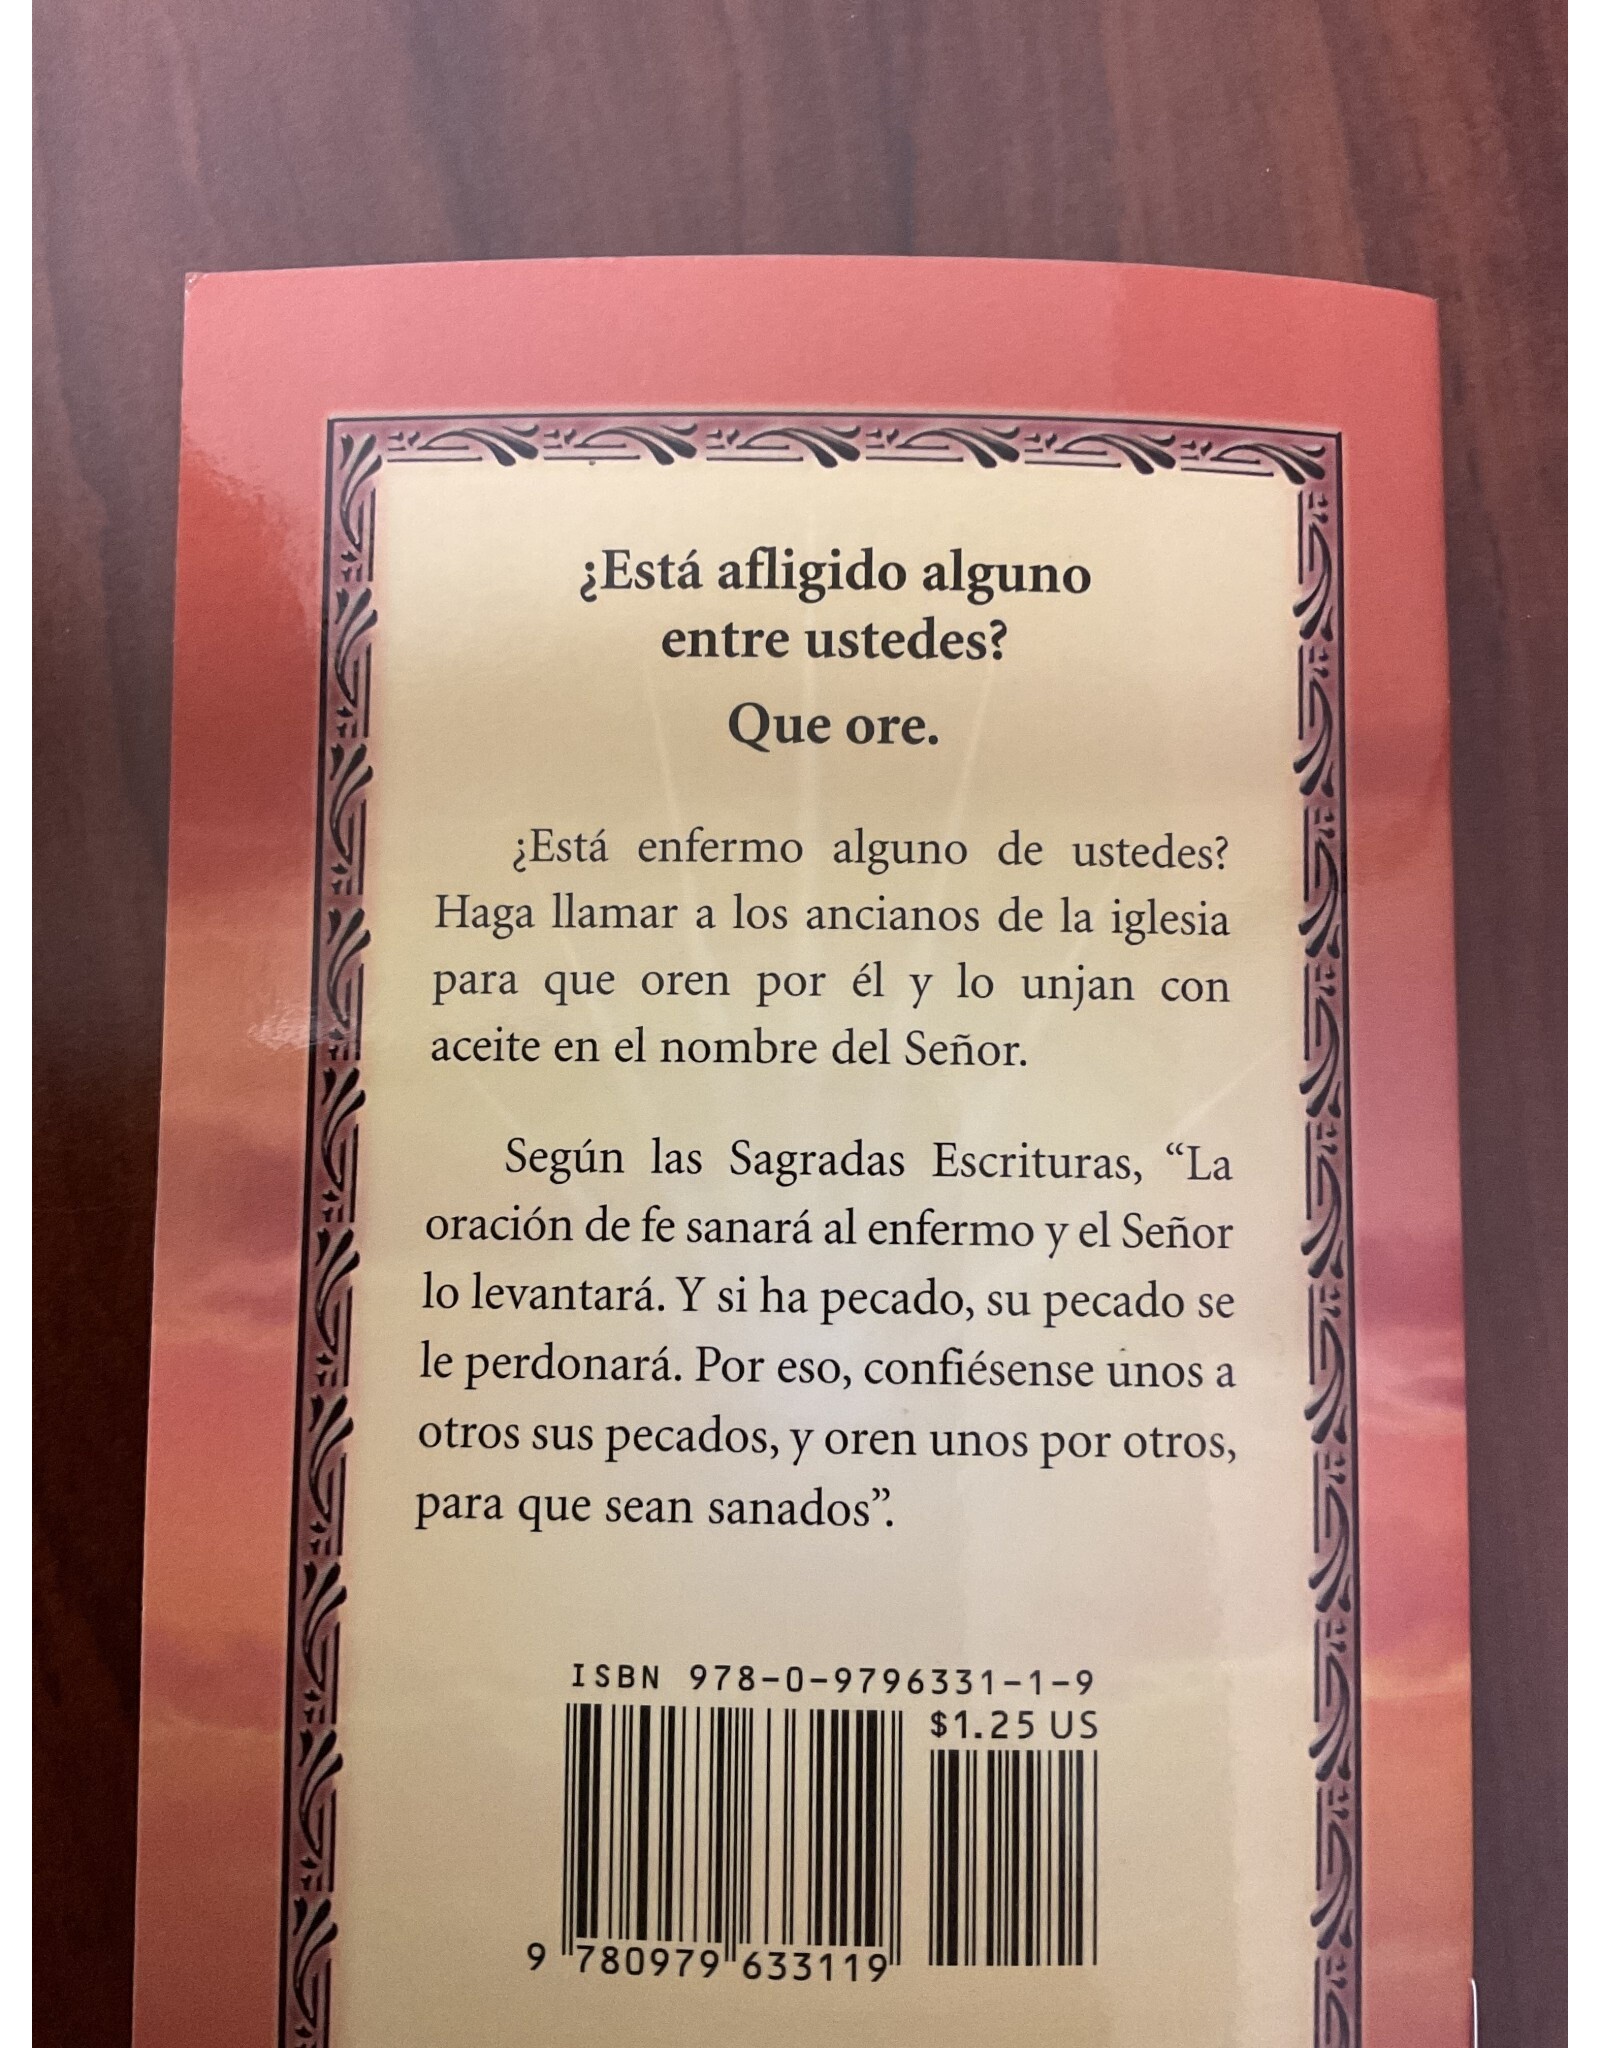 ¿Está afligido alguno
entre ustedes?
Que ore.
¿Está enfermo alguno de ustedes?
Haga llamar a los ancianos de la iglesia
para que oren por él y lo unjan con
aceite en el nombre del Señor.
Según las Sagradas Escrituras, “La
oración de fe sanará al enfermo y el Señor
lo levantará. Y si ha pecado, su pecado se
le perdonará. Por eso, confiésense unos a
otros sus pecados, y oren unos por otros,
para que sean sanados”.
ISBN 978-0-9796331-1-9
$1.25 US
9 780979 633119